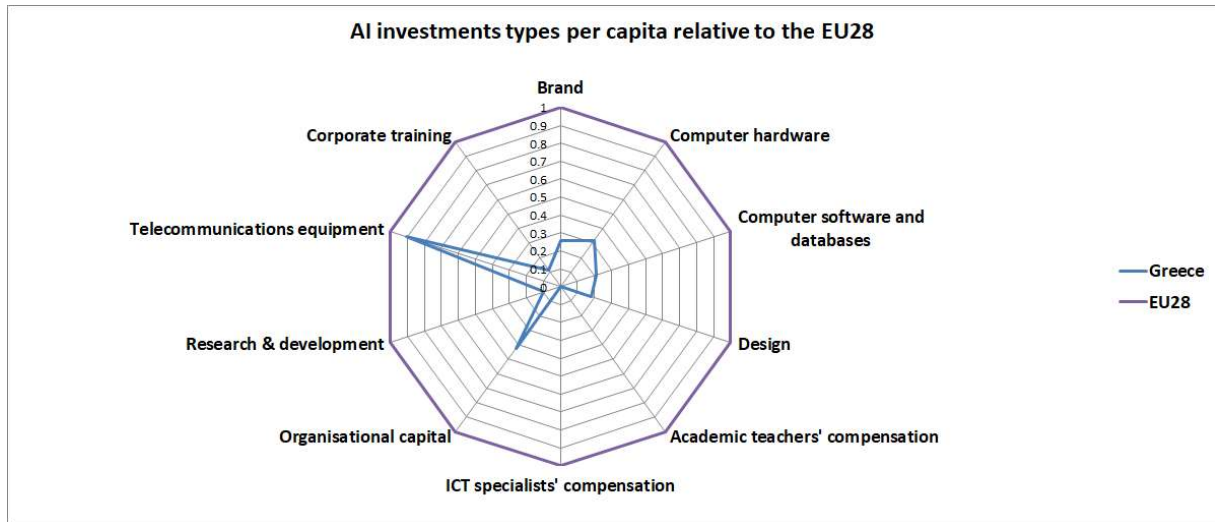 AI investments types per capita relative to the EU28
Brand
1
0.9
0.8
0.7
0.6
0.5
0.4
0.3
0.2
0.1
0
Computer hardware
Computer software and
databases
Design
Academic teachers' compensation
ICT specialists' compensation
Organisational capital
Research & development
Telecommunications equipment
Corporate training
Greece
EU28